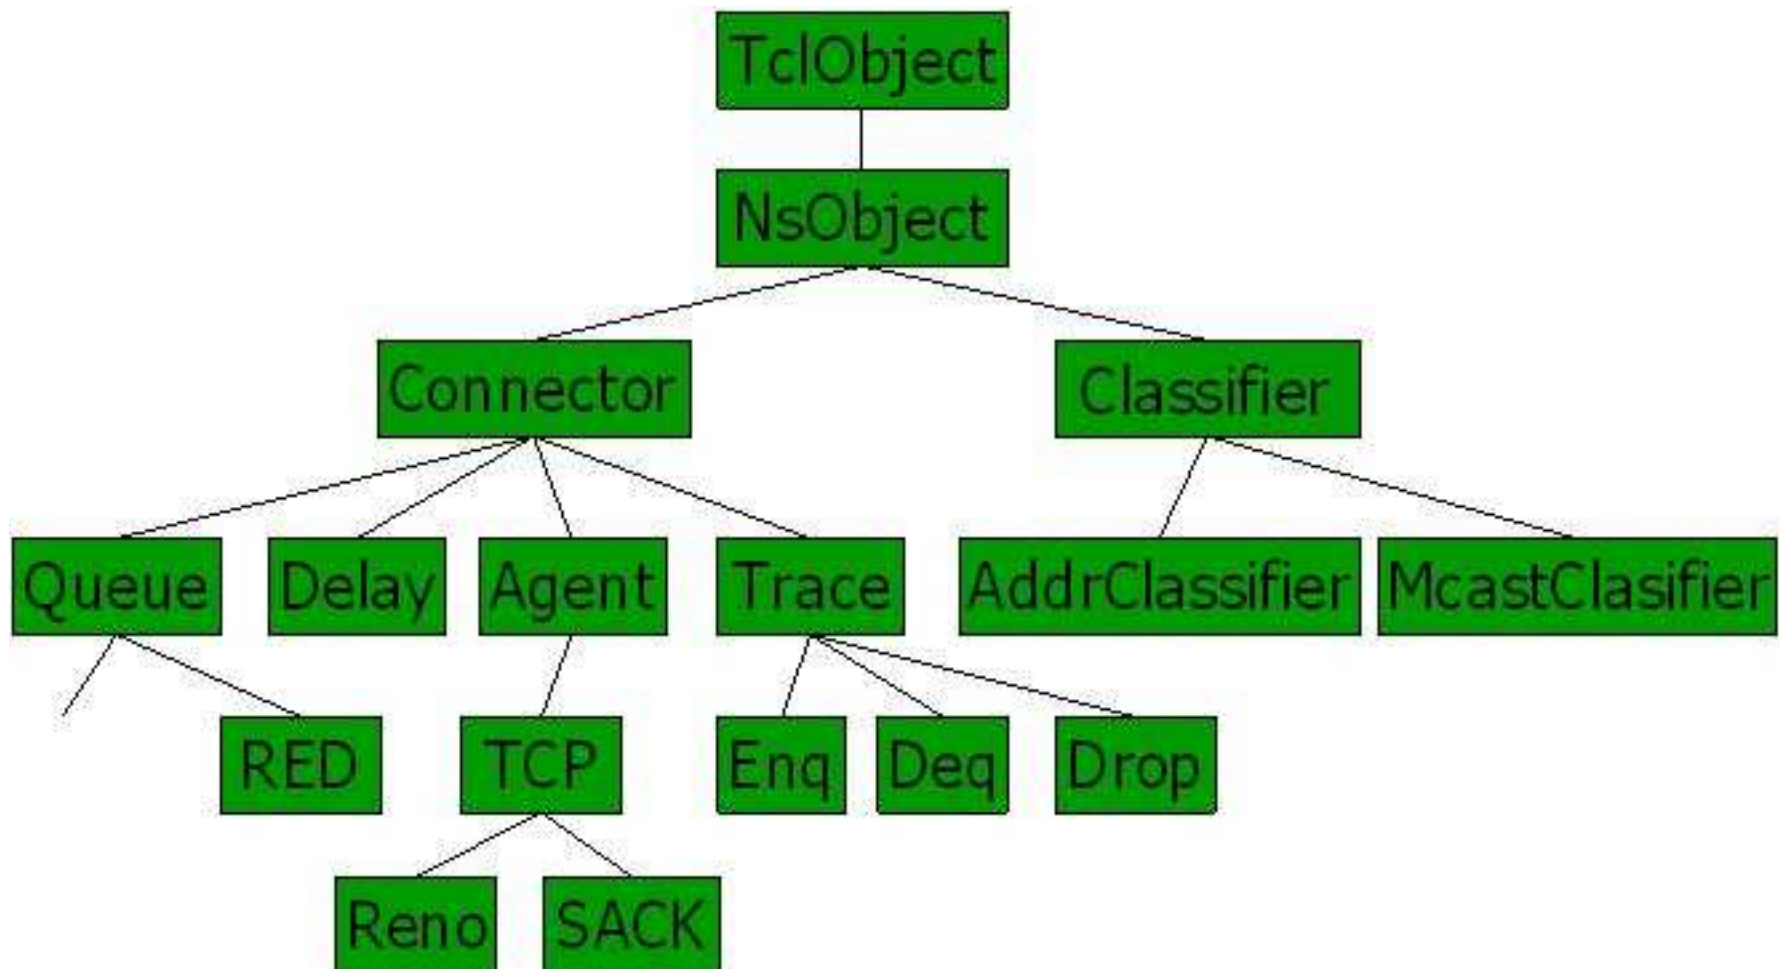 TclObject
NsObject
Connector
Classifier
Queue
Delay
Agent
Trace
AddrClassifier
McastClasifier
RED
TCP
Enq
Deq
Drop
Reno
SACK